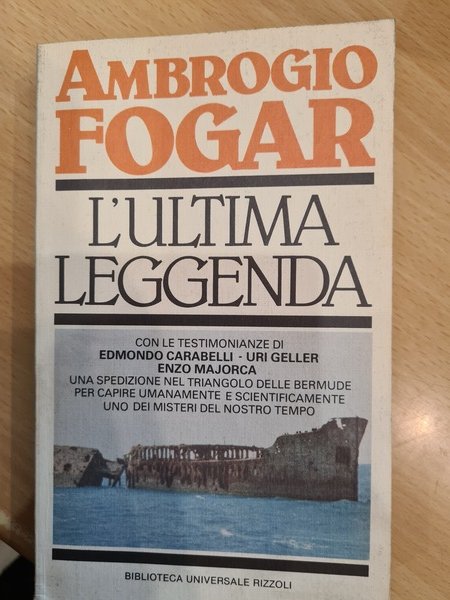 AMBROGIO
FOGAR
L'ULTIMA
LEGGENDA
CON LE TESTIMONIANZE DI
EDMONDO CARABELLI - URI GELLER
ENZO MAJORCA
UNA SPEDIZIONE NEL TRIANGOLO DELLE BERMUDE
PER CAPIRE UMANAMENTE E SCIENTIFICAMENTE
UNO DEI MISTERI DEL NOSTRO TEMPO
BIBLIOTECA UNIVERSALE RIZZOLI